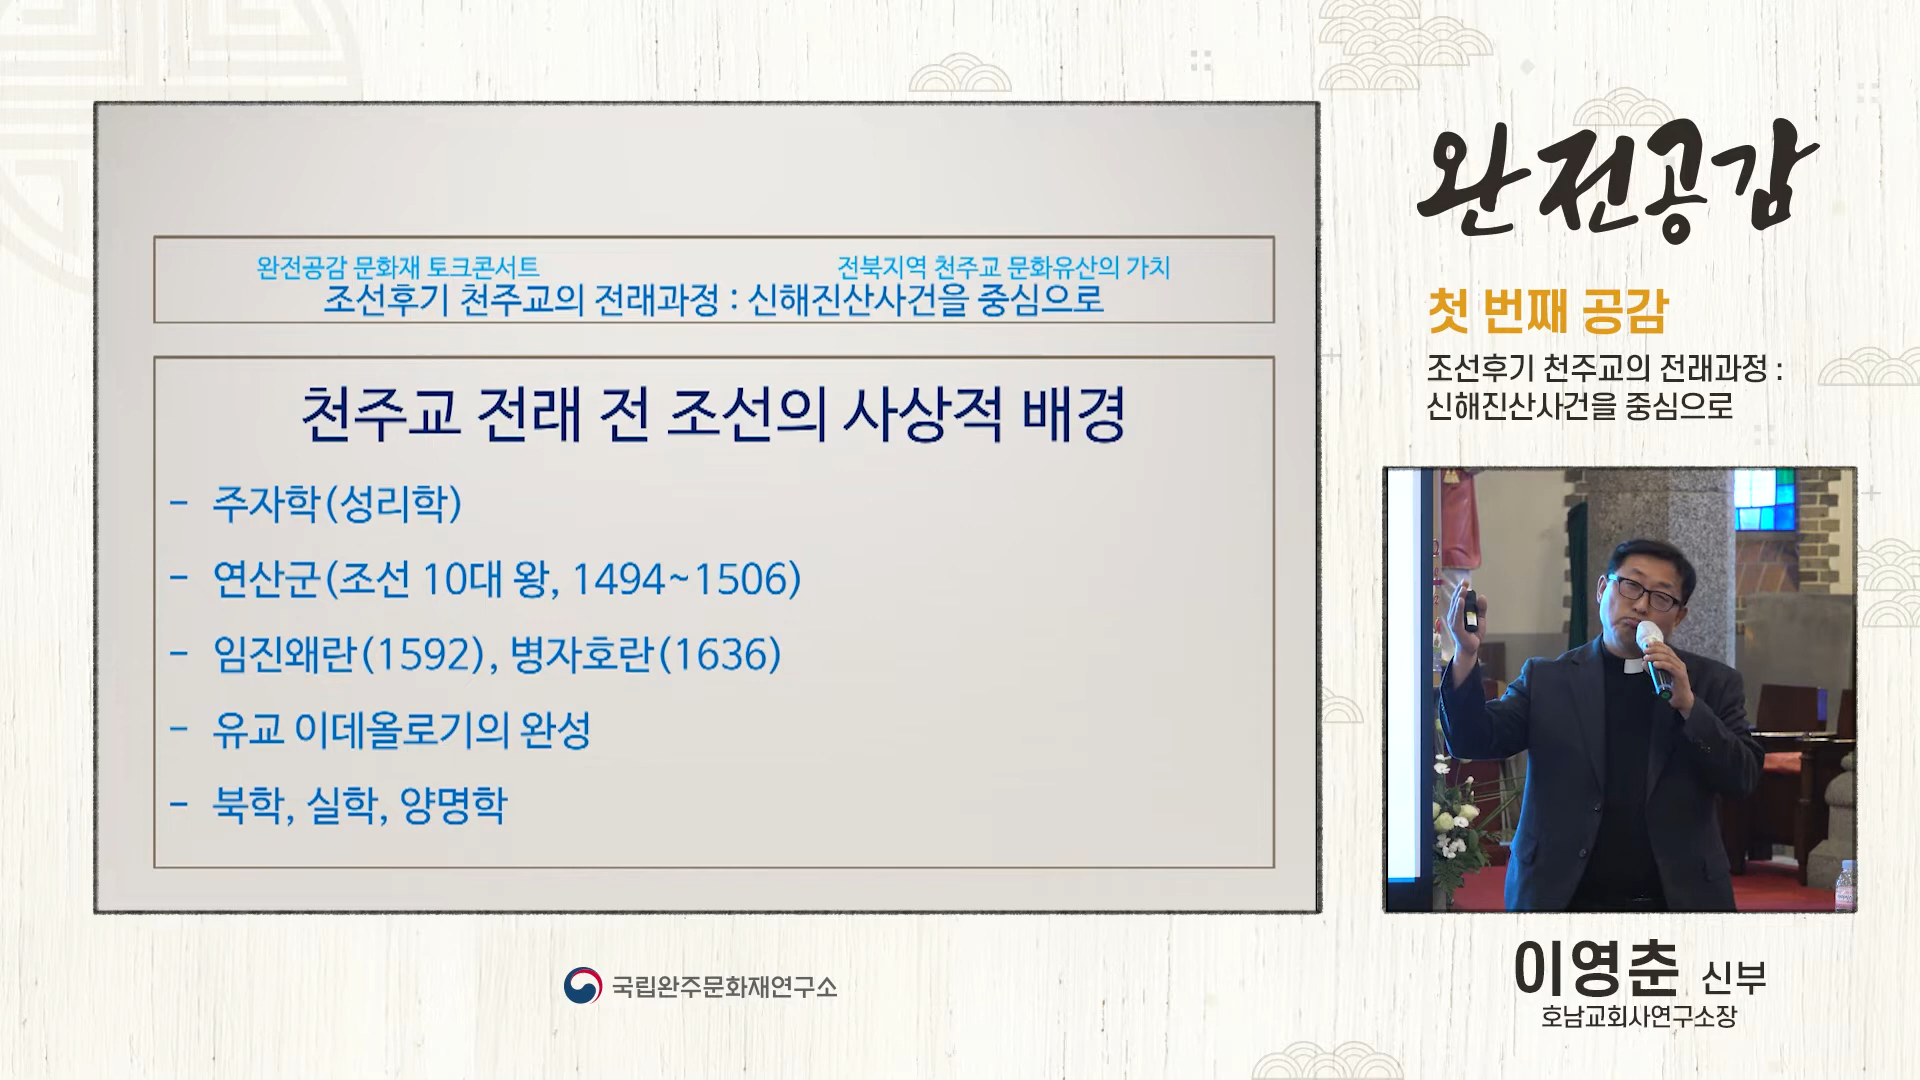 완전공감 문화재 토크콘서트 전북지역 천주교 문화유산의 가치
조선후기 천주교의 전래과정 : 신해진산사건을 중심으로
천주교 전래 전 조선의 사상적 배경
- 주자학(성리학)
- 연산군(조선 10대 왕, 1494~1506)
- 임진왜란(1592), 병자호란(1636)
- 유교 이데올로기의 완성
- 북학, 실학, 양명학
국립완주문화재연구소
완전공감
첫 번째 공감
조선후기 천주교의 전래과정 :
신해진산사건을 중심으로
이영춘 신부
호남교회사연구소장